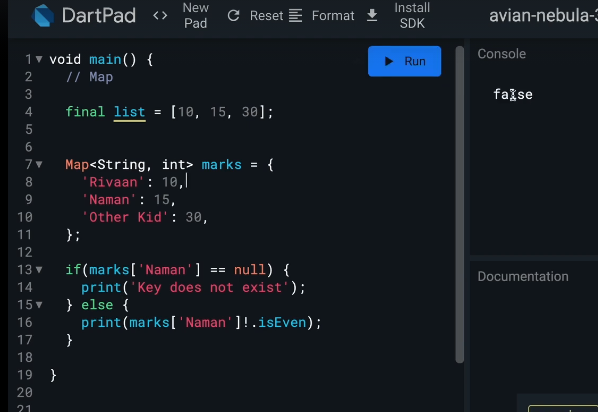 DartPad
<>
New Pad
Reset
Format
Install SDK
avian-nebula-3
1 void main() {
2 // Map
3
4 final list = [10, 15, 30];
5
6
7 Map<String, int> marks = {
8 'Rivaan': 10,
9 'Naman': 15,
10 'Other Kid': 30,
11 };
12
13 if(marks['Naman'] == null) {
14 print('Key does not exist');
15 } else {
16 print(marks['Naman']!.isEven);
17 }
18
19 }
20
21
Run
Console
false
Documentation